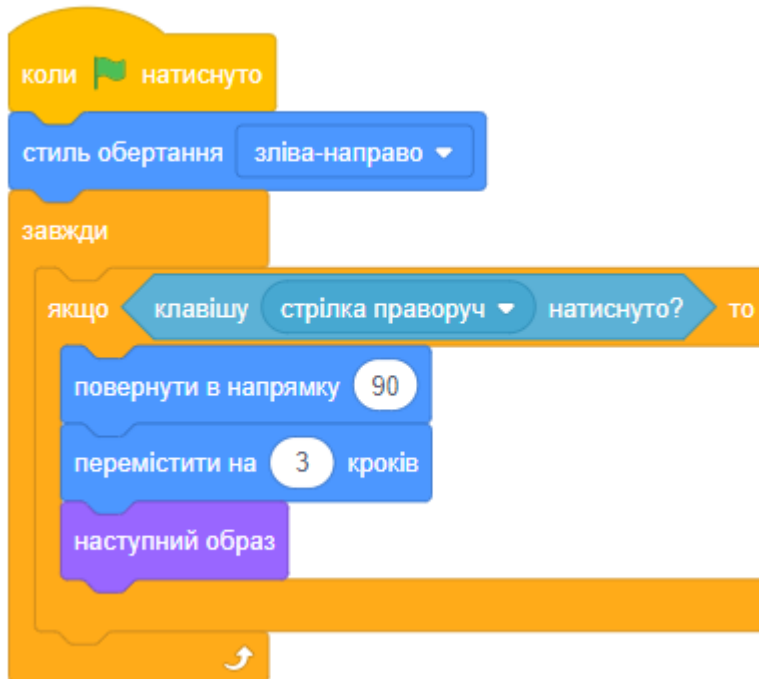 коли натиснуто
стиль обертання зліва-направо
завжди
якщо клавішу стрілка праворуч натиснуто? то
повернути в напрямку 90
перемістити на 3 кроків
наступний образ